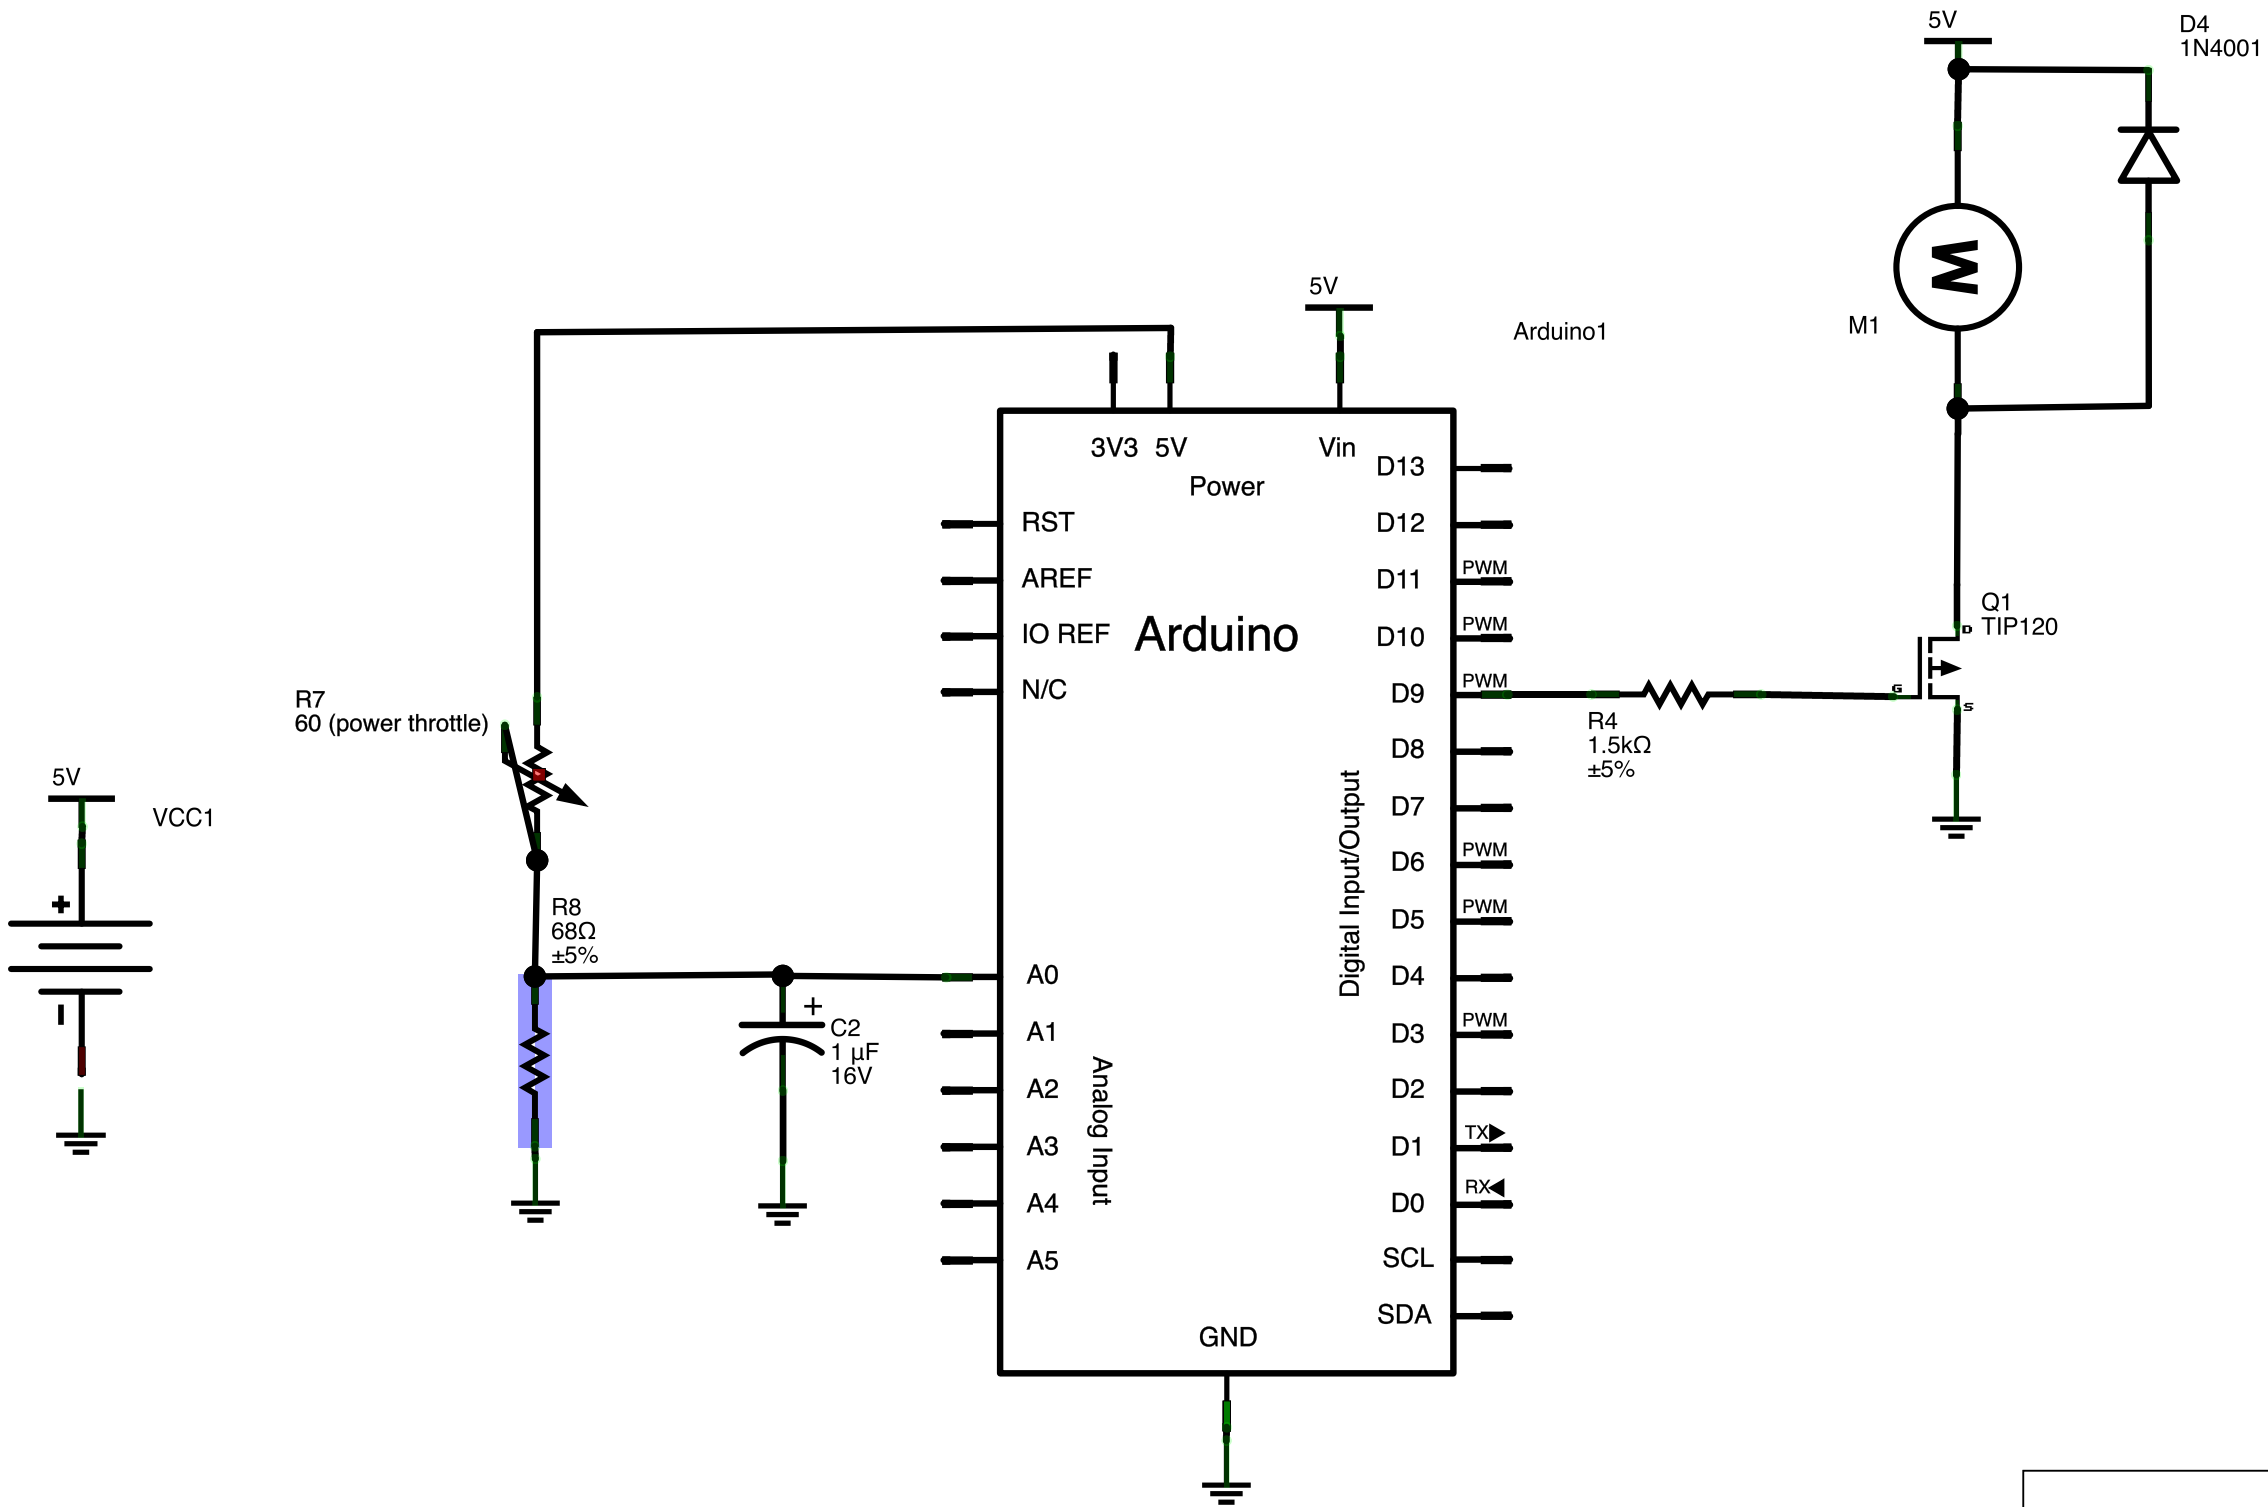 5V
D4
1N4001
5V
M1
Arduino1
3V3
5V
Vin
Power
RST
AREF
IO REF
N/C
Arduino
D13
D12
D11
PWM
D10
PWM
D9
PWM
D8
D7
D6
PWM
D5
PWM
D4
D3
PWM
D2
D1
TX
D0
RX
SCL
SDA
Digital Input/Output
A0
A1
A2
A3
A4
A5
Analog Input
GND
Q1
TIP120
D
G
S
R4
1.5kΩ
±5%
R7
60 (power throttle)
5V
VCC1
+
R8
68Ω
±5%
+
C2
1 µF
16V
M